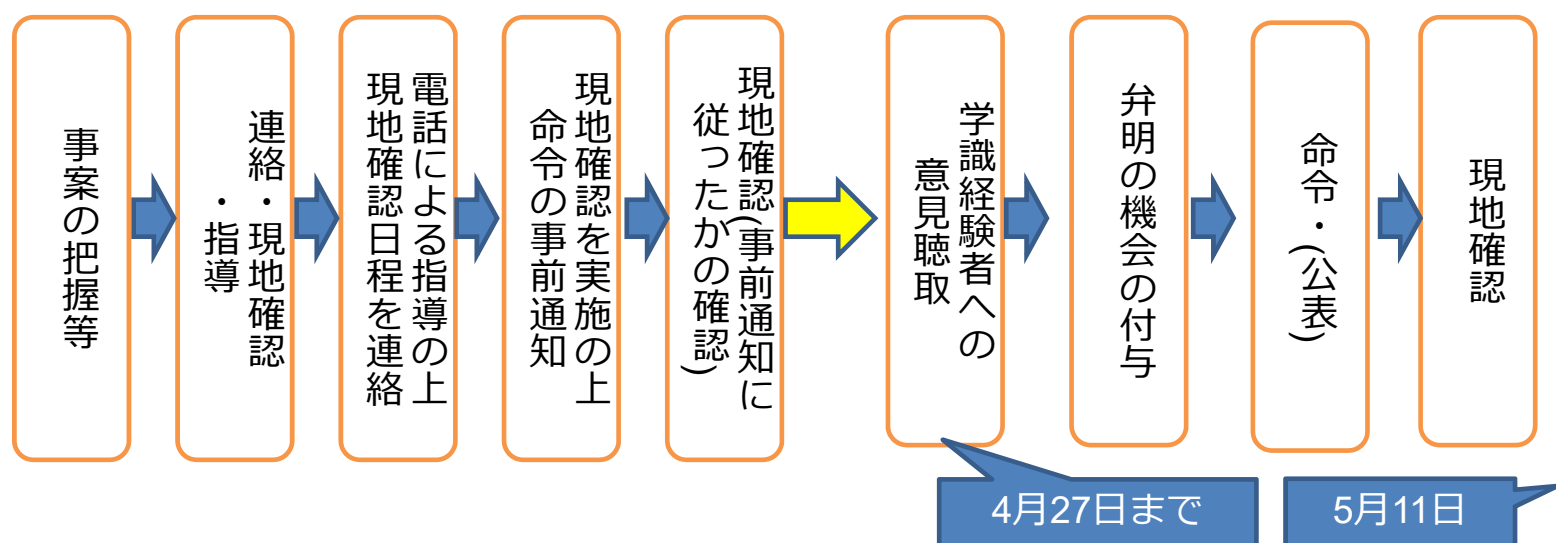 事案の把握等
連絡・現地確認
・指導
電話による指導の上
現地確認日程を連絡
現地確認を実施の上
命令の事前通知
現地確認(事前通知に
従ったかの確認)
学識経験者への
意見聴取
弁明の機会の付与
命令・(公表)
現地確認
4月27日まで
5月11日